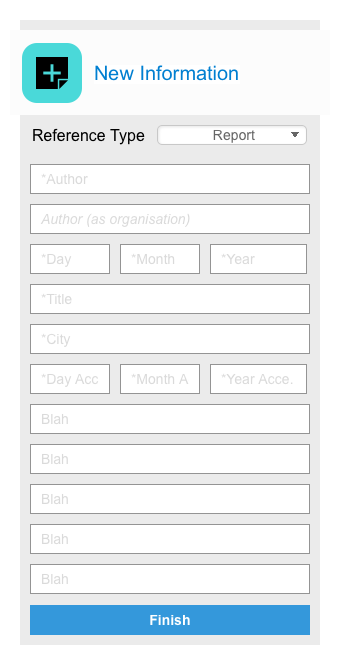 New Information
Reference Type Report
*Author
Author (as organisation)
*Day *Month *Year
*Title
*City
*Day Acc *Month A *Year Acce.
Blah
Blah
Blah
Blah
Blah
Finish